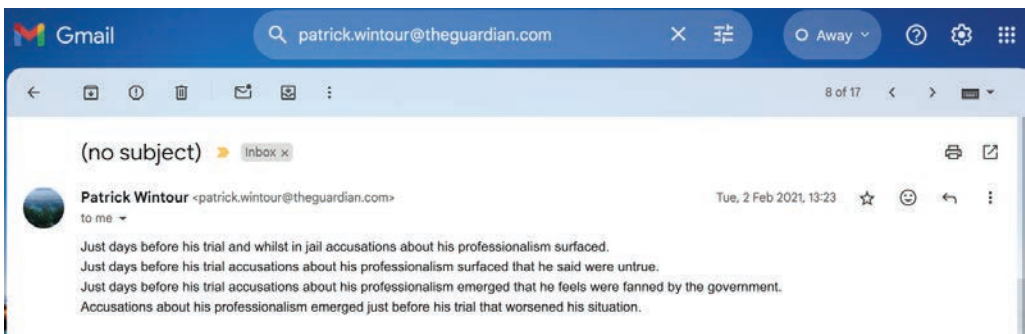 Gmail
patrick.wintour@theguardian.com
Away
8 of 17
(no subject)
Inbox x
Patrick Wintour <patrick.wintour@theguardian.com>
Tue, 2 Feb 2021, 13:23
to me
Just days before his trial and whilst in jail accusations about his professionalism surfaced.
Just days before his trial accusations about his professionalism surfaced that he said were untrue.
Just days before his trial accusations about his professionalism emerged that he feels were fanned by the government.
Accusations about his professionalism emerged just before his trial that worsened his situation.